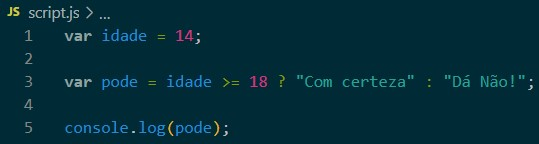 JS script.js > ...
1 var idade = 14;
2
3 var pode = idade >= 18 ? "Com certeza" : "Dá Não!";
4
5 console.log(pode);